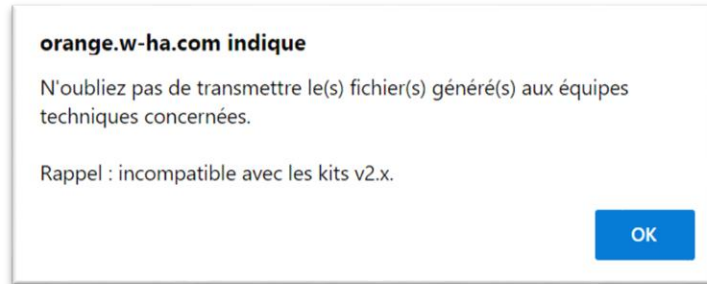 orange.w-ha.com indique
N'oubliez pas de transmettre le(s) fichier(s) généré(s) aux équipes
techniques concernées.
Rappel : incompatible avec les kits v2.x.
OK